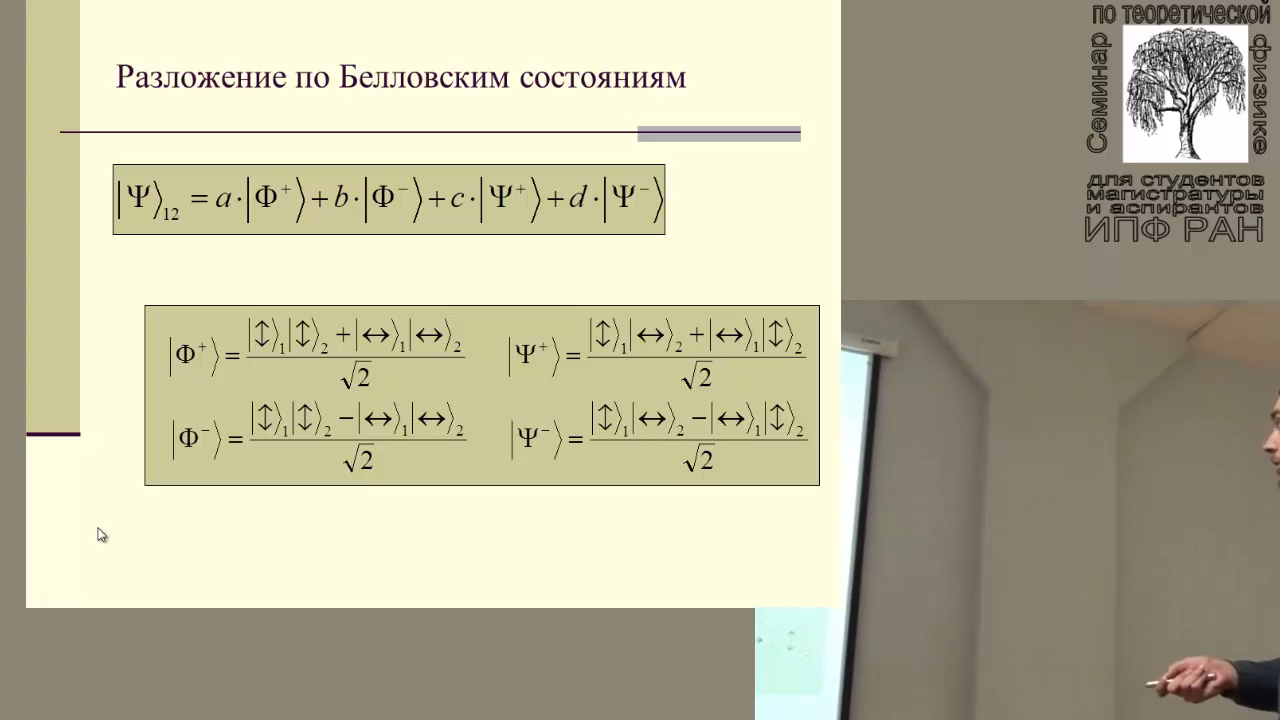 Разложение по Белловским состояниям
|Ψ⟩₁₂ = a·|Φ⁺⟩ + b·|Φ⁻⟩ + c·|Ψ⁺⟩ + d·|Ψ⁻⟩
|Φ⁺⟩ = (|↕⟩₁|↕⟩₂ + |↔⟩₁|↔⟩₂) / √2
|Ψ⁺⟩ = (|↕⟩₁|↔⟩₂ + |↔⟩₁|↕⟩₂) / √2
|Φ⁻⟩ = (|↕⟩₁|↕⟩₂ − |↔⟩₁|↔⟩₂) / √2
|Ψ⁻⟩ = (|↕⟩₁|↔⟩₂ − |↔⟩₁|↕⟩₂) / √2
Семинар
по теоретической
физике
для студентов
магистратуры
и аспирантов
ИПФ РАН